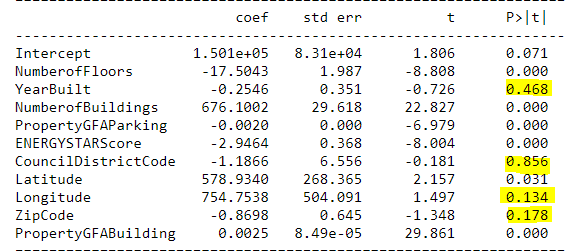 coef std err t P>|t|
Intercept 1.501e+05 8.31e+04 1.806 0.071
NumberofFloors -17.5043 1.987 -8.808 0.000
YearBuilt -0.2546 0.351 -0.726 0.468
NumberofBuildings 676.1002 29.618 22.827 0.000
PropertyGFAParking -0.0020 0.000 -6.979 0.000
ENERGYSTARScore -2.9464 0.368 -8.004 0.000
CouncilDistrictCode -1.1866 6.556 -0.181 0.856
Latitude 578.9340 268.365 2.157 0.031
Longitude 754.7538 504.091 1.497 0.134
ZipCode -0.8698 0.645 -1.348 0.178
PropertyGFABuilding 0.0025 8.49e-05 29.861 0.000